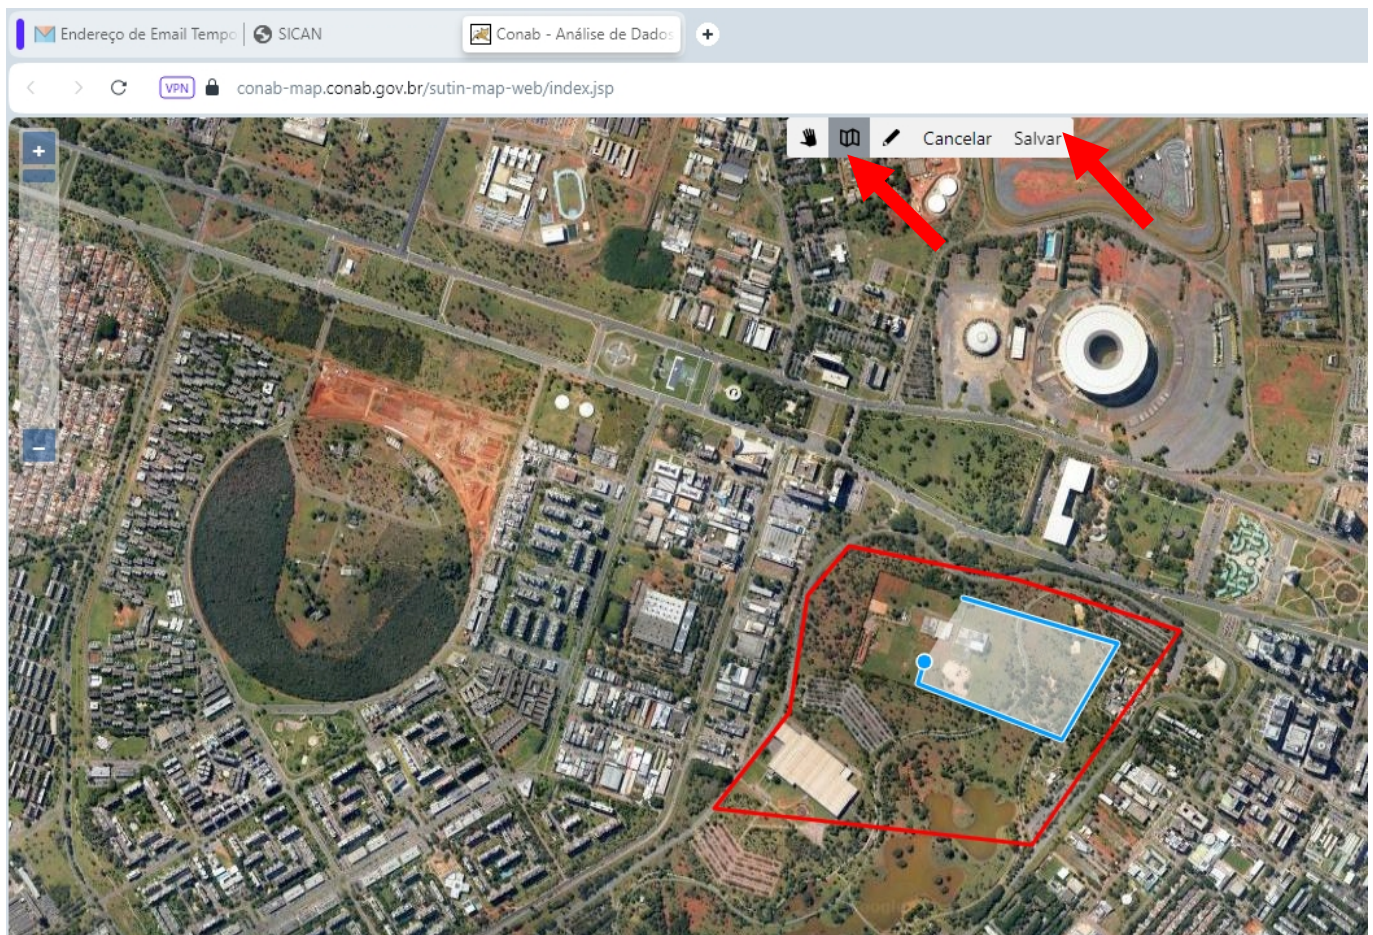 Endereço de Email Tempo
SICAN
Conab - Análise de Dados
VPN
conab-map.conab.gov.br/sutin-map-web/index.jsp
Cancelar Salvar